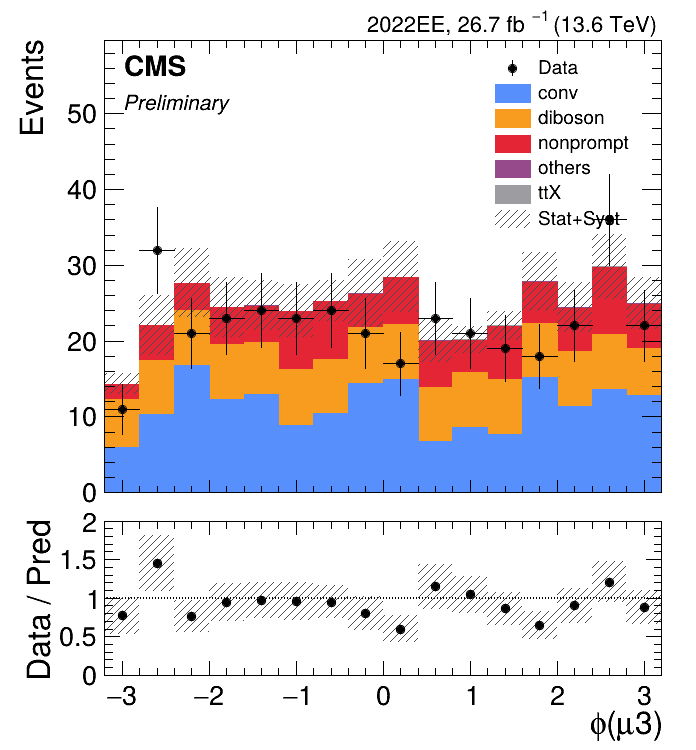 2022EE, 26.7 fb⁻¹ (13.6 TeV)
CMS
Preliminary
Events
Data
conv
diboson
nonprompt
others
ttX
Stat+Syst
50
40
30
20
10
0
Data / Pred
2
1.5
1
0.5
0
−3 −2 −1 0 1 2 3
ϕ(μ3)